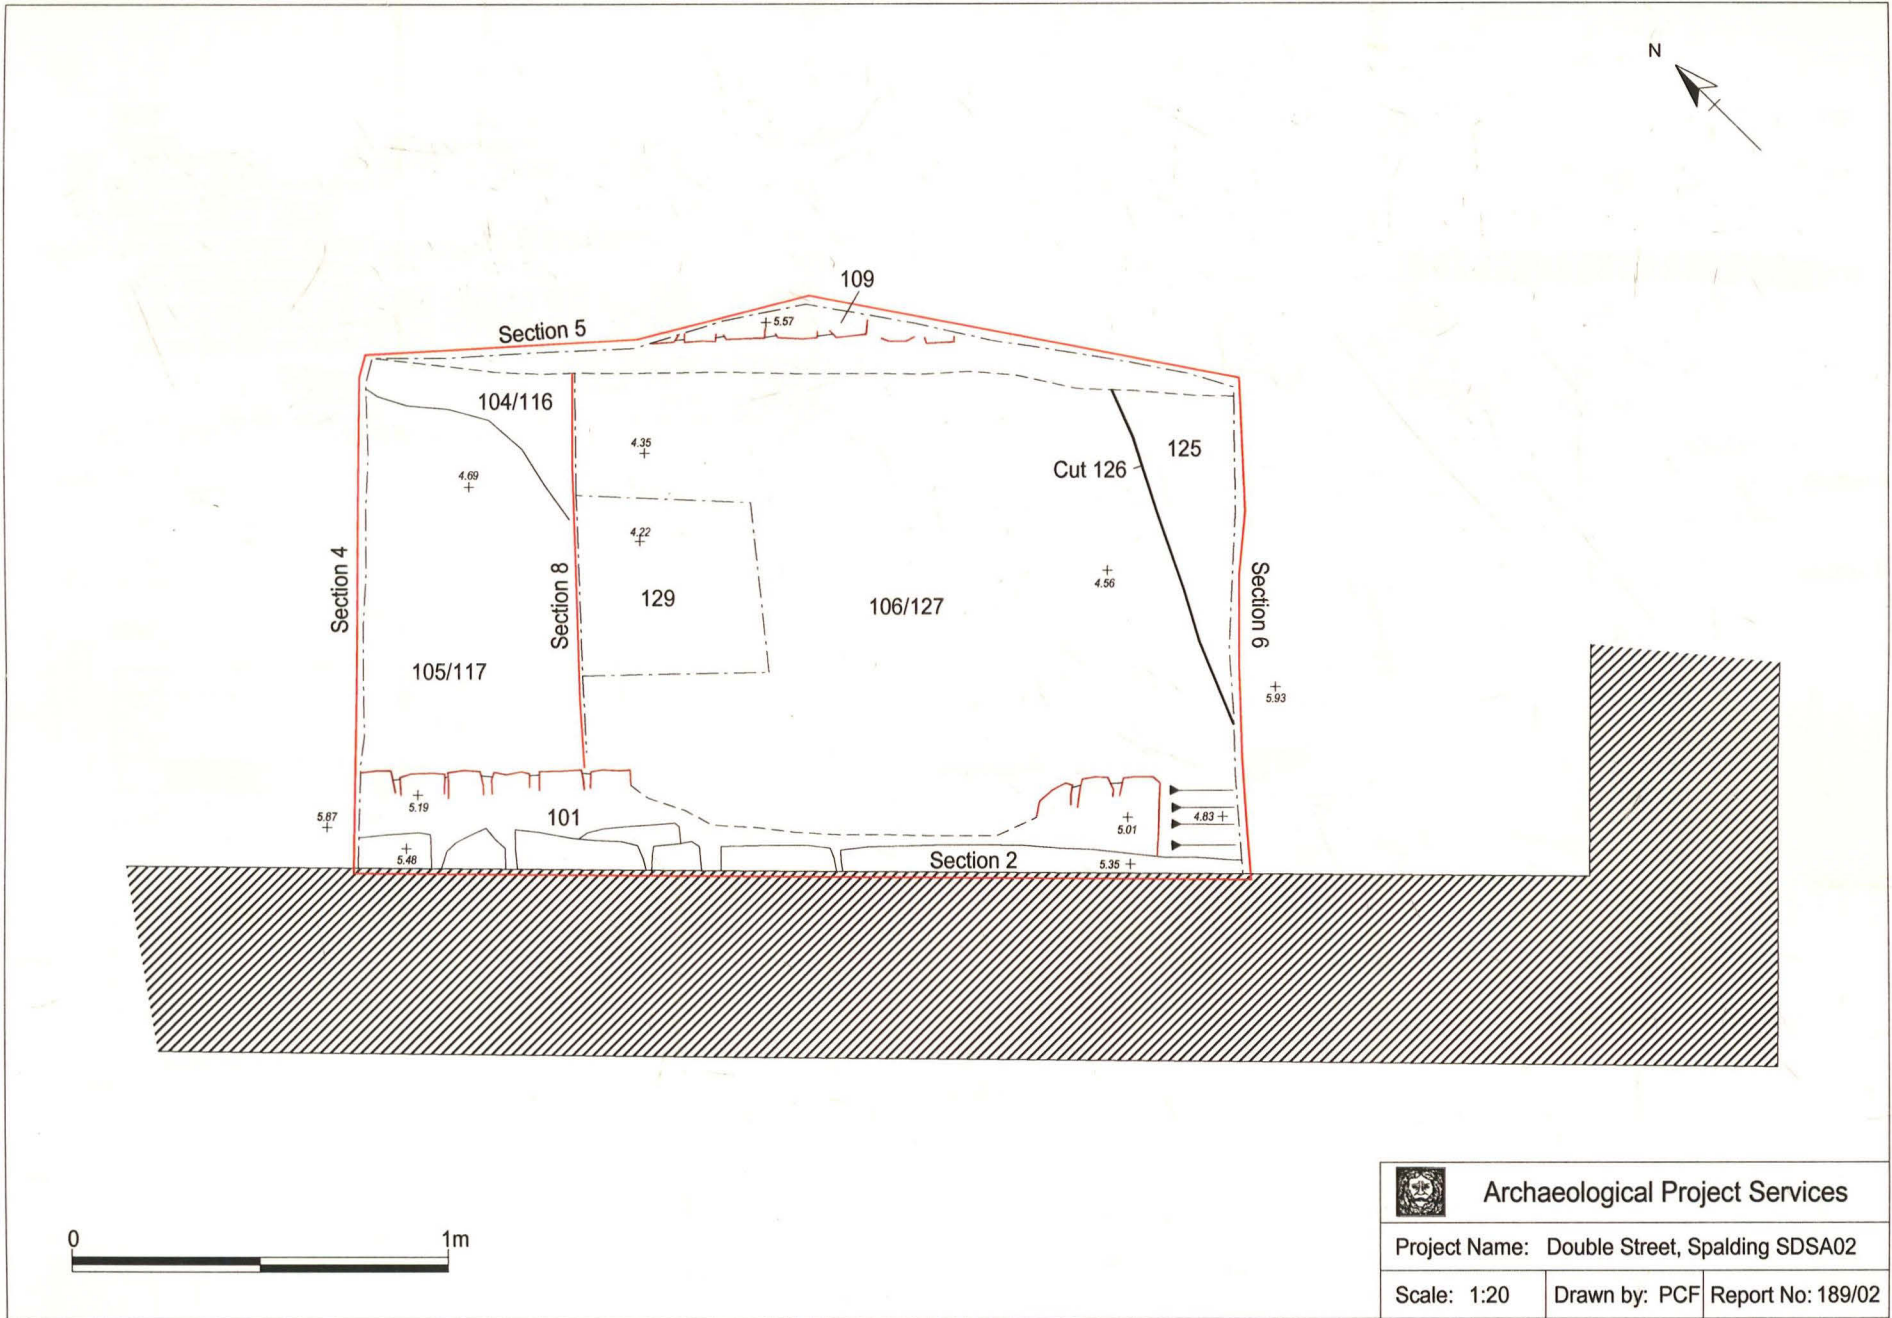 N
109
5.57
Section 5
104/116
4.35
4.69
125
Cut 126
4.22
4.56
Section 4
Section 8
129
106/127
Section 6
105/117
5.93
5.19
101
5.87
5.01
4.83
5.48
Section 2
5.35
0 1m
Archaeological Project Services
Project Name: Double Street, Spalding SDSA02
Scale: 1:20 Drawn by: PCF Report No: 189/02